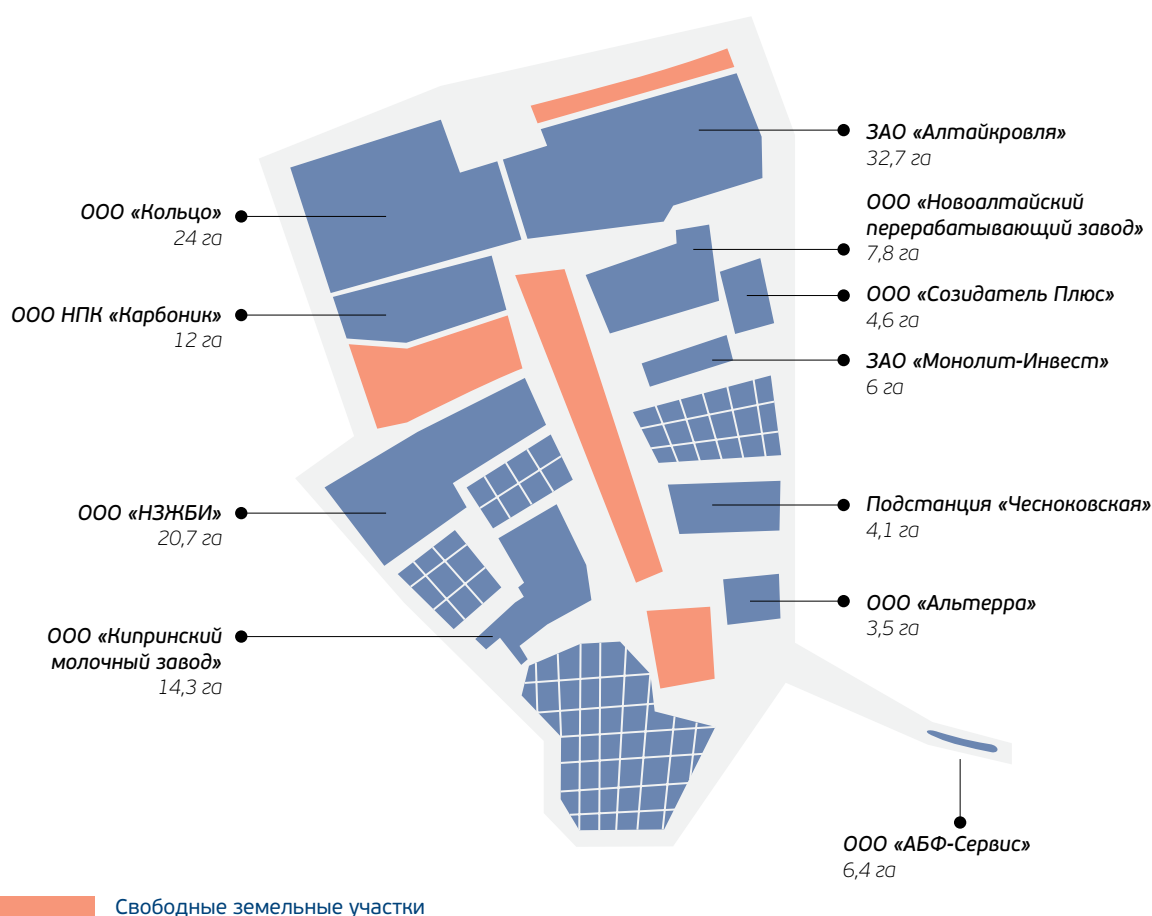 ООО «Кольцо»
24 га
ООО НПК «Карбоник»
12 га
ООО «НЗЖБИ»
20,7 га
ООО «Кипринский
молочный завод»
14,3 га
ЗАО «Алтайкровля»
32,7 га
ООО «Новоалтайский
перерабатывающий завод»
7,8 га
ООО «Созидатель Плюс»
4,6 га
ЗАО «Монолит-Инвест»
6 га
Подстанция «Чесноковская»
4,1 га
ООО «Альтерра»
3,5 га
ООО «АБФ-Сервис»
6,4 га
Свободные земельные участки